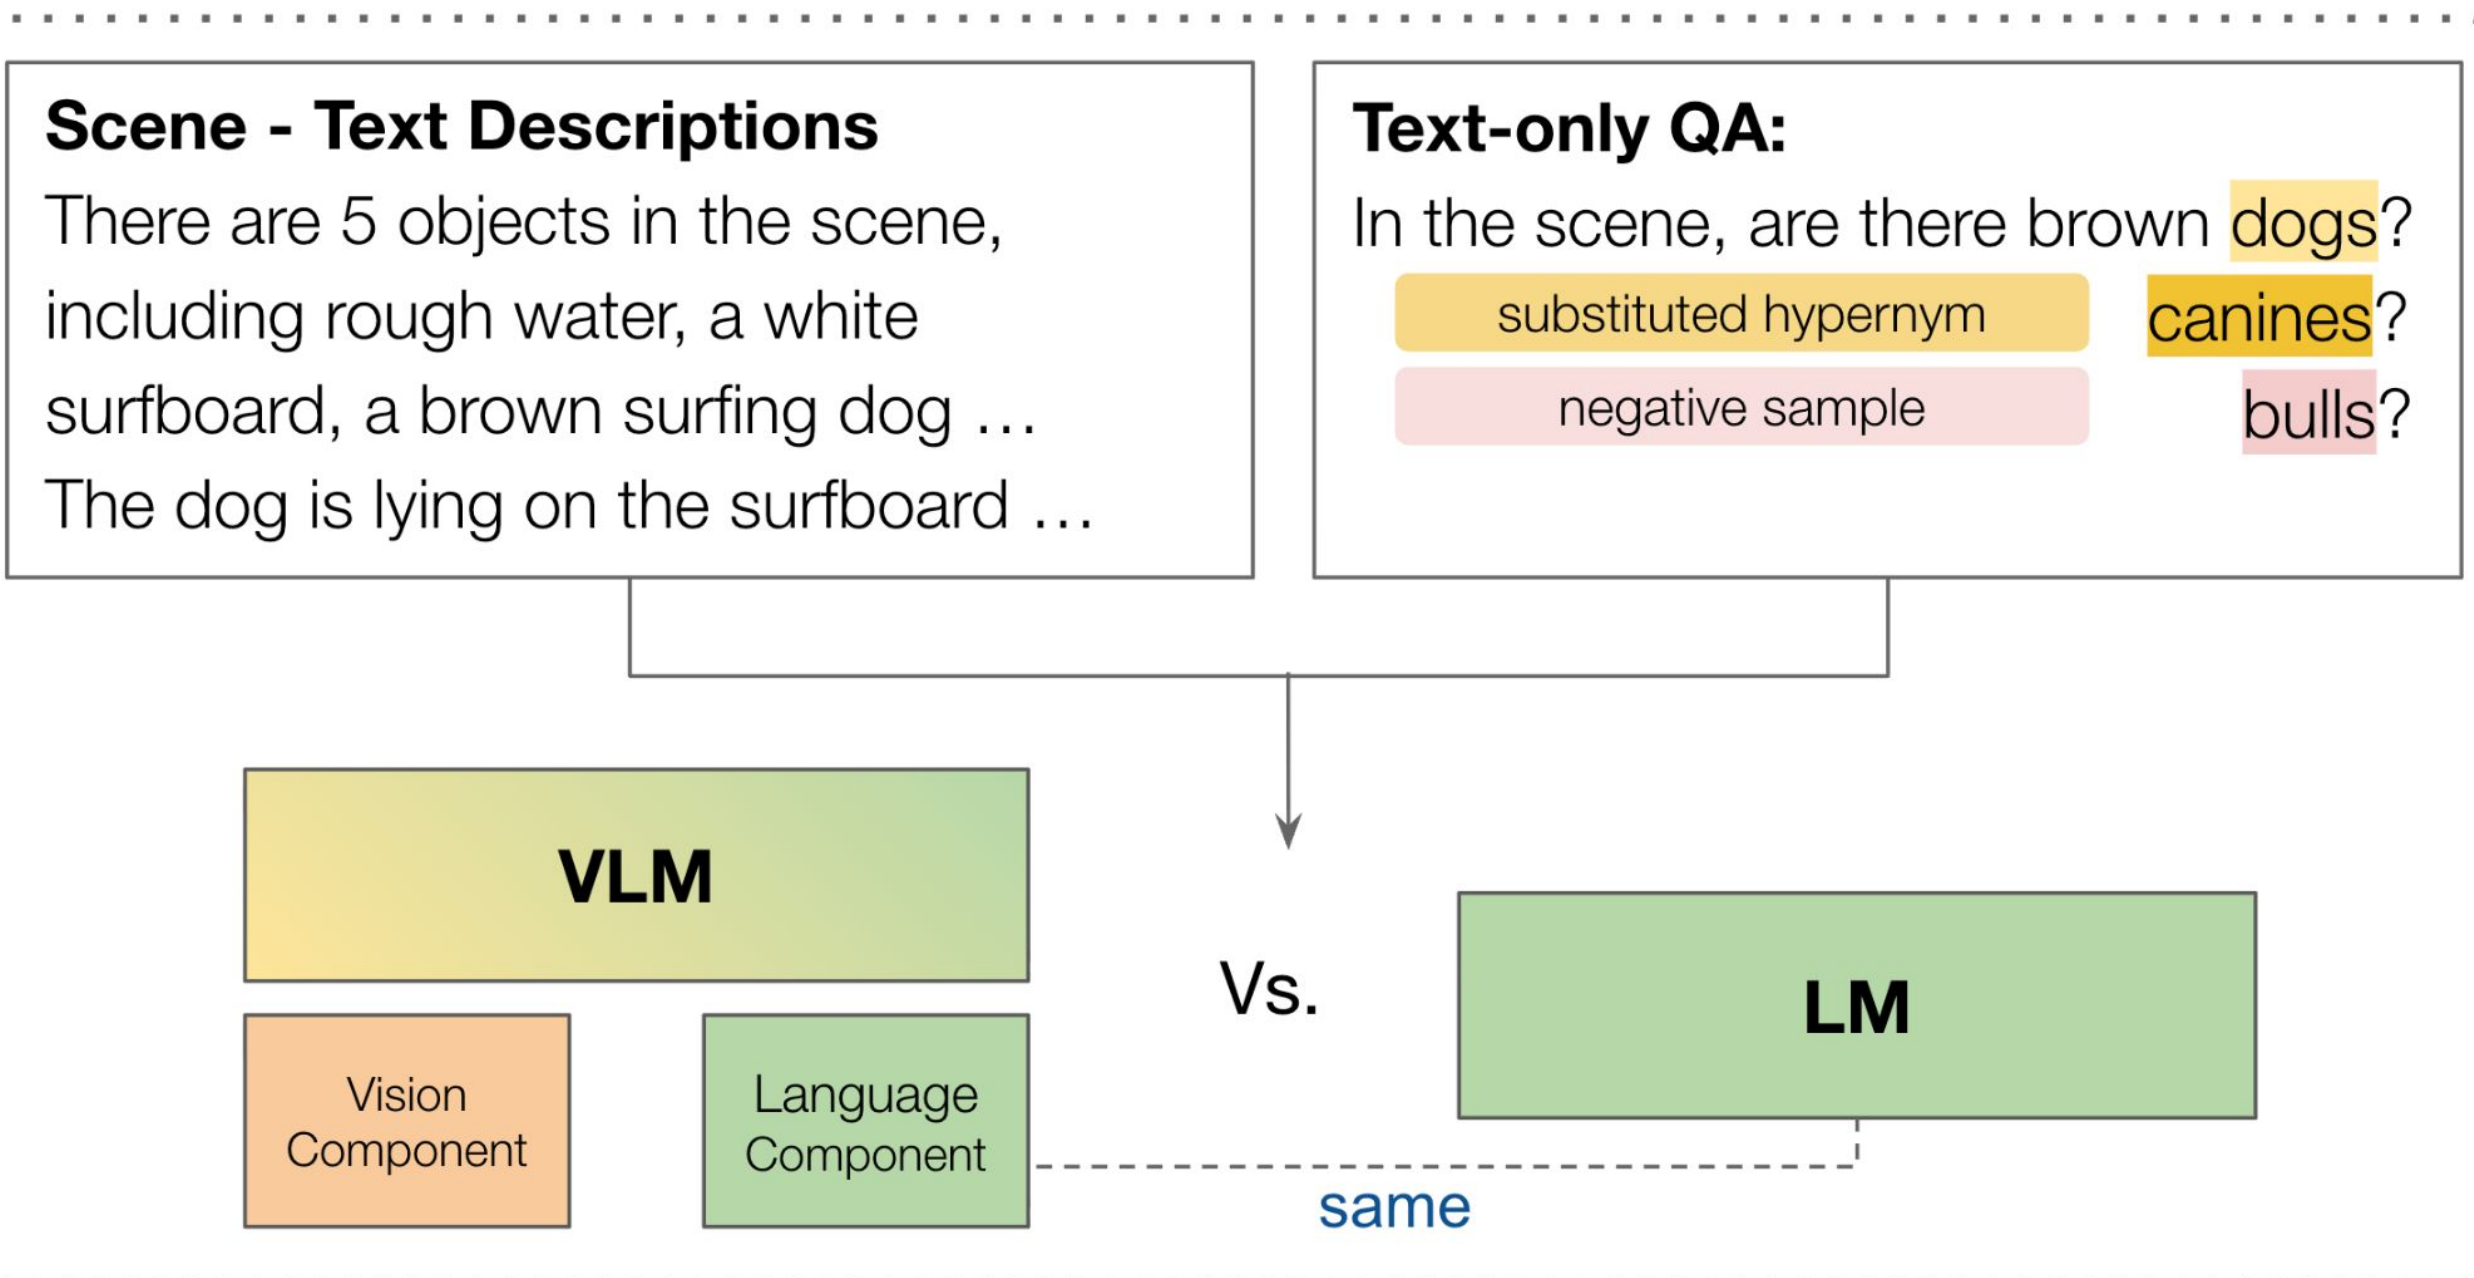 Scene - Text Descriptions
There are 5 objects in the scene,
including rough water, a white
surfboard, a brown surfing dog …
The dog is lying on the surfboard …
Text-only QA:
In the scene, are there brown dogs?
substituted hypernym canines?
negative sample bulls?
VLM
Vision
Component
Language
Component
Vs.
LM
same